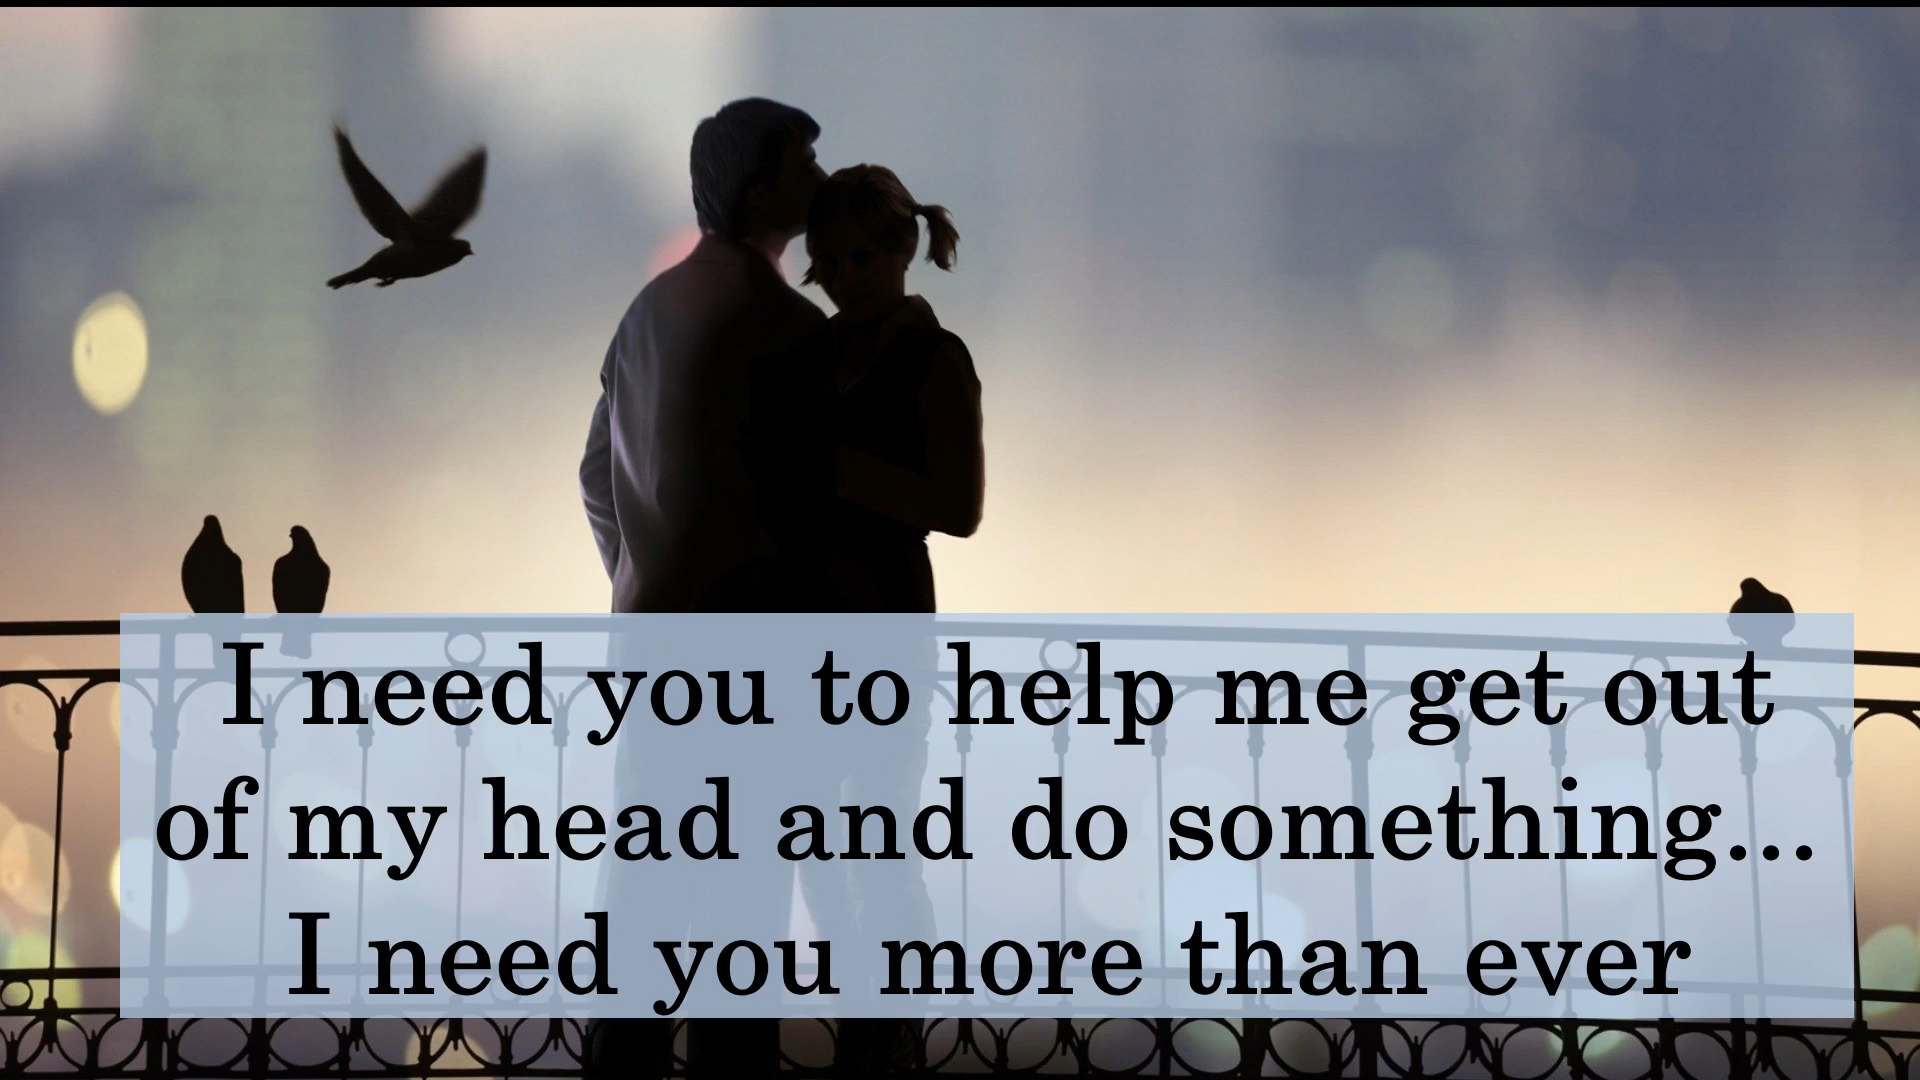 I need you to help me get out
of my head and do something...
I need you more than ever